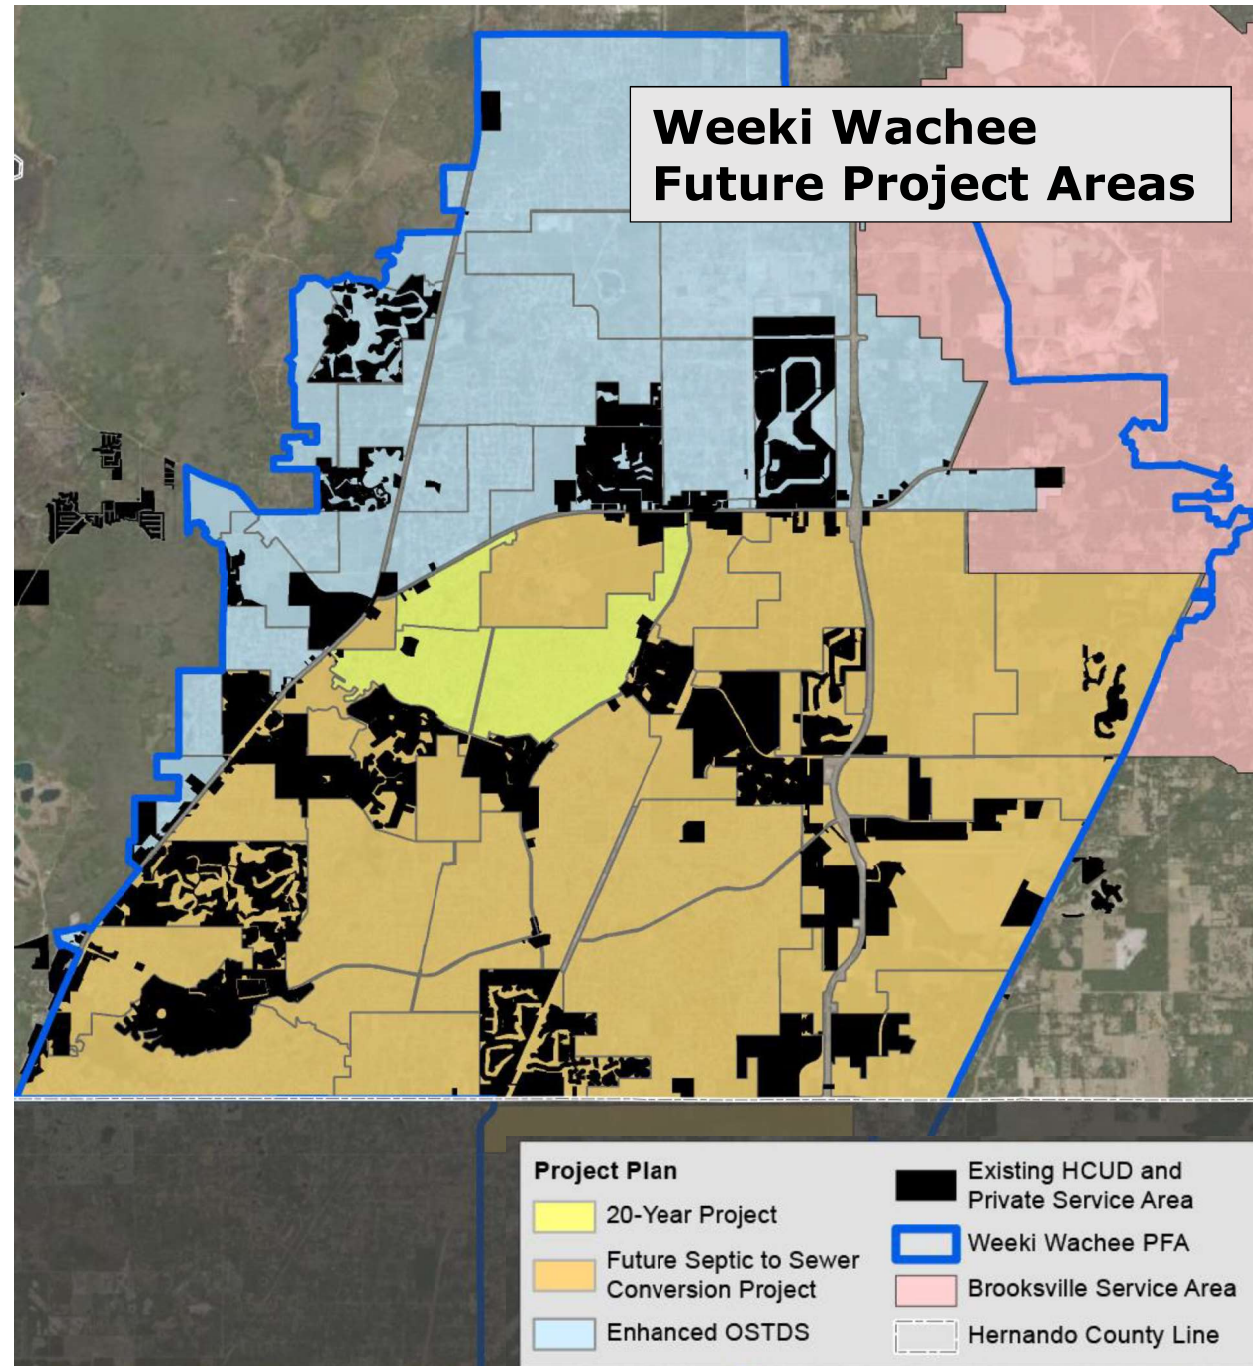 Weeki Wachee
Future Project Areas
Project Plan
20-Year Project
Future Septic to Sewer
Conversion Project
Enhanced OSTDS
Existing HCUD and
Private Service Area
Weeki Wachee PFA
Brooksville Service Area
Hernando County Line